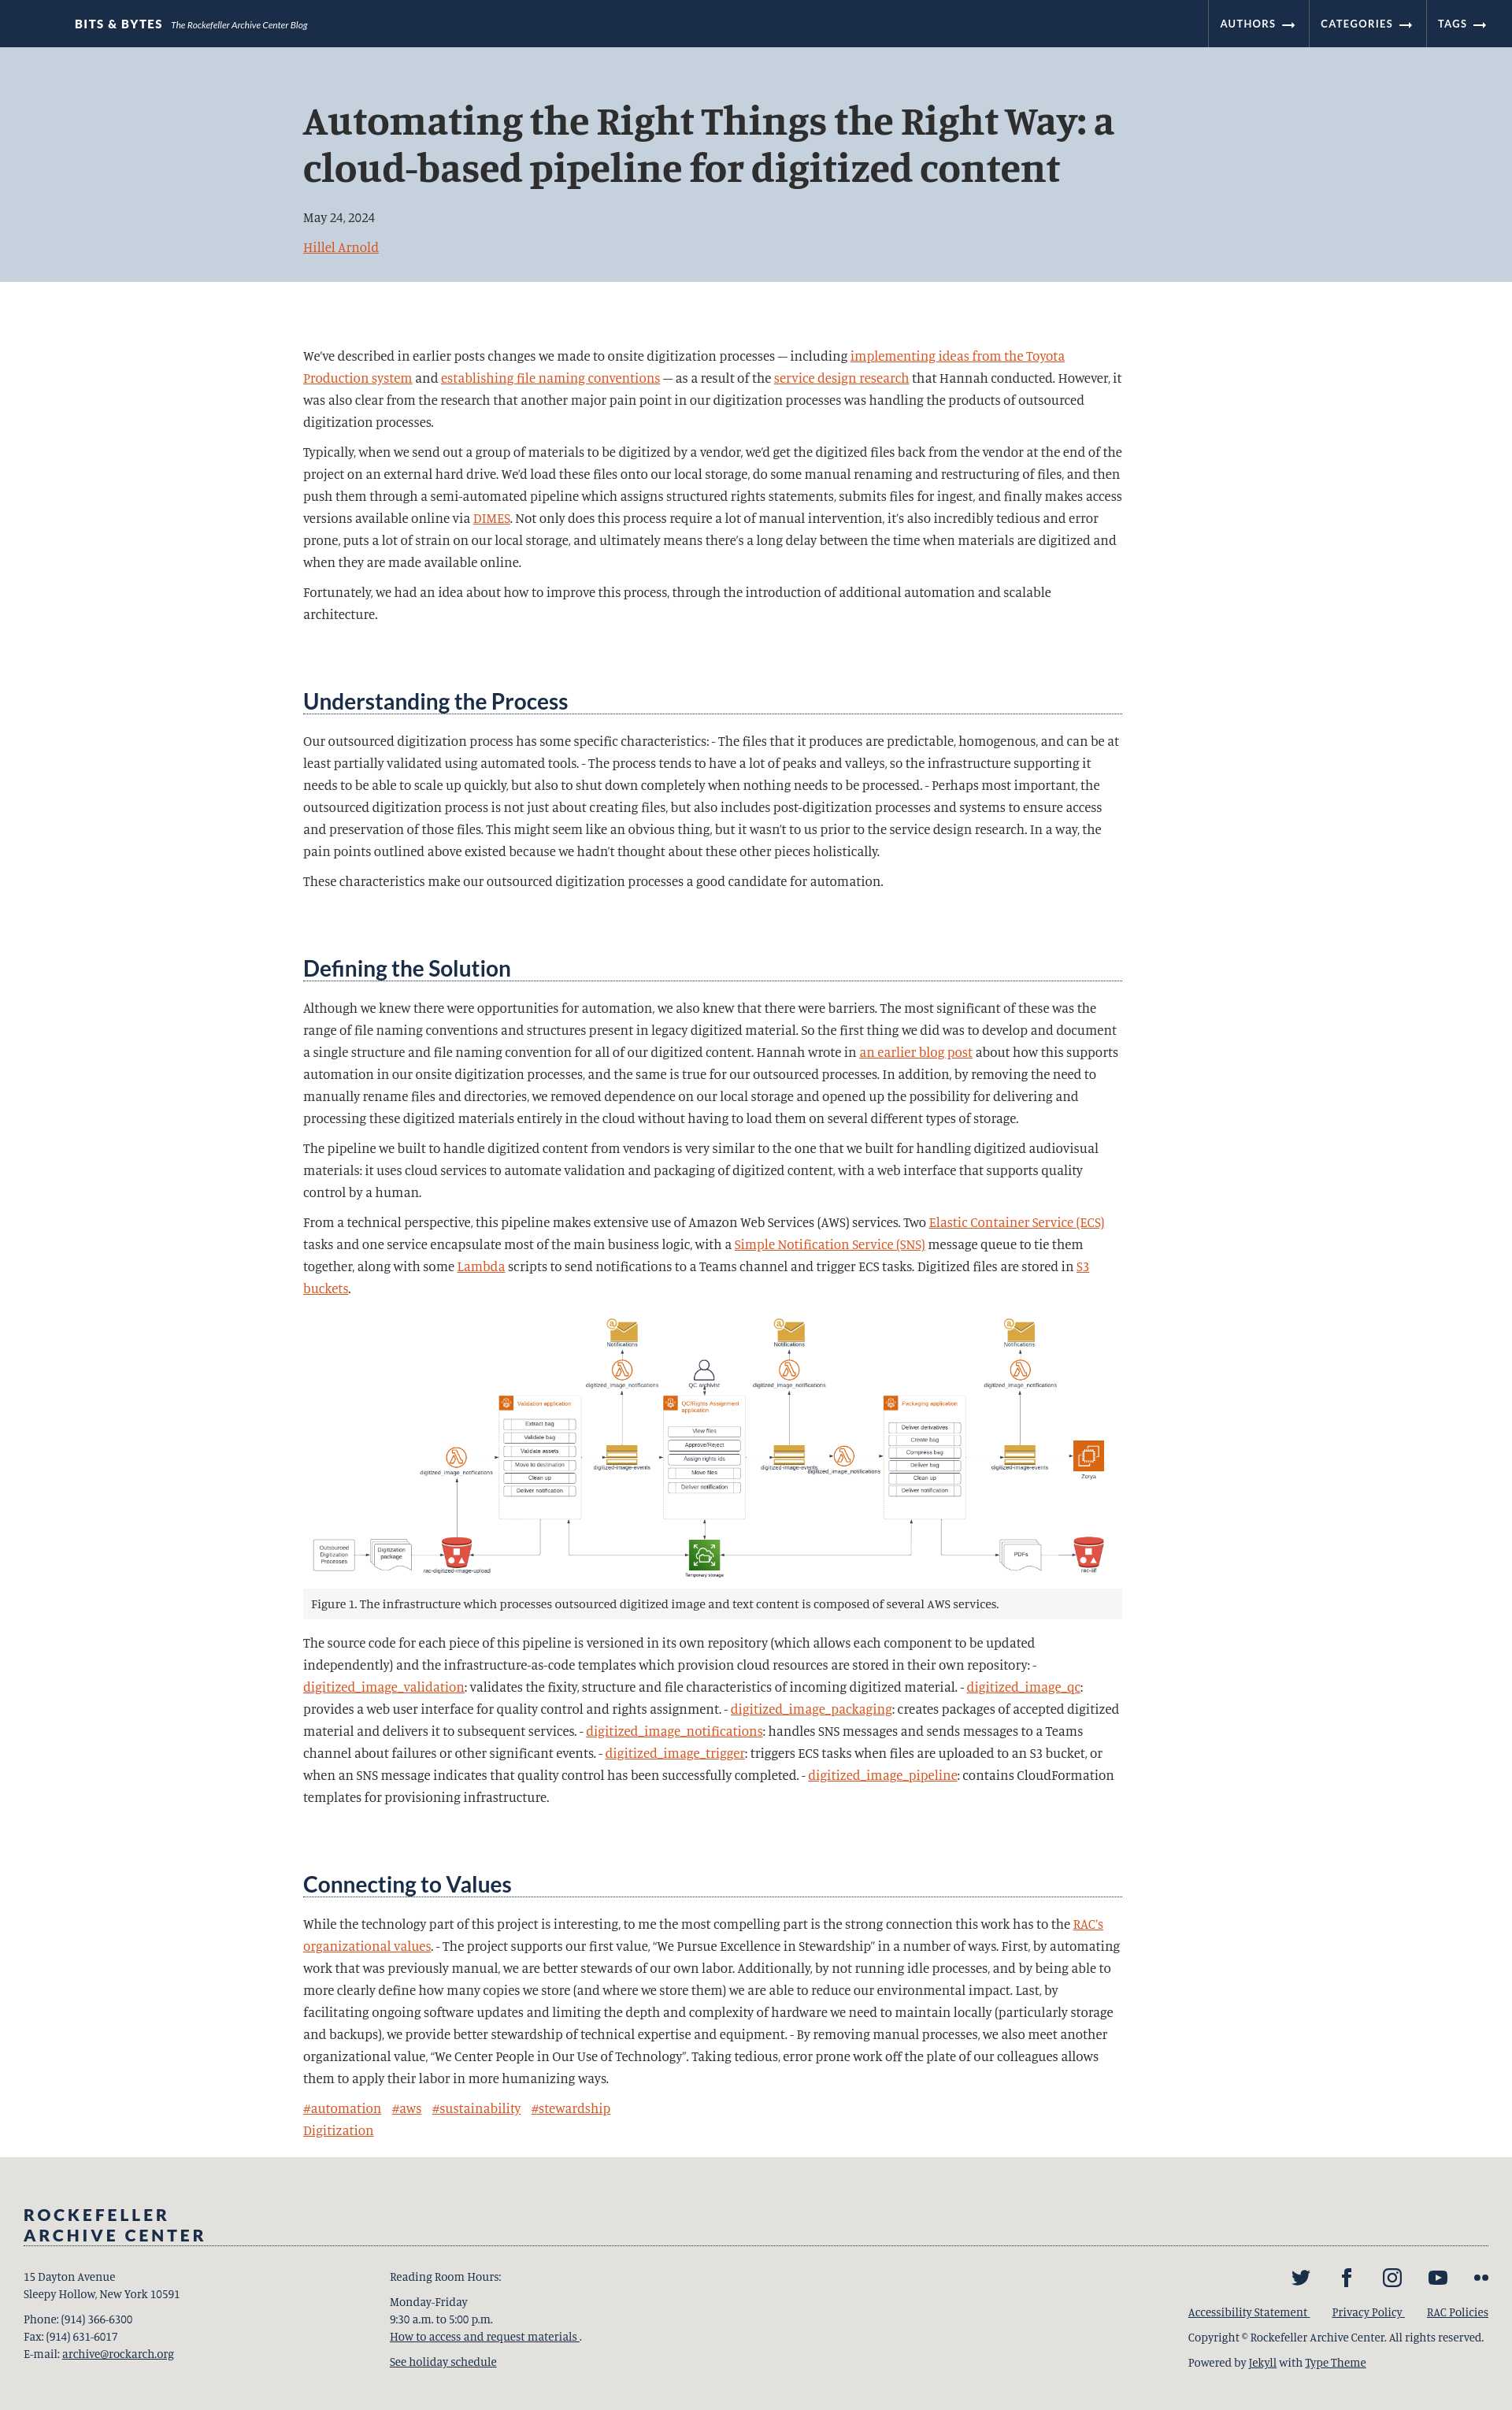 BITS & BYTES The Rockefeller Archive Center Blog
AUTHORS
CATEGORIES
TAGS
Automating the Right Things the Right Way: a
cloud-based pipeline for digitized content
May 24, 2024
Hillel Arnold
We've described in earlier posts changes we made to onsite digitization processes — including implementing ideas from the Toyota
Production system and establishing file naming conventions — as a result of the service design research that Hannah conducted. However, it
was also clear from the research that another major pain point in our digitization processes was handling the products of outsourced
digitization processes.
Typically, when we send out a group of materials to be digitized by a vendor, we'd get the digitized files back from the vendor at the end of the
project on an external hard drive. We'd load these files onto our local storage, do some manual renaming and restructuring of files, and then
push them through a semi-automated pipeline which assigns structured rights statements, submits files for ingest, and finally makes access
versions available online via DIMES. Not only does this process require a lot of manual intervention, it's also incredibly tedious and error
prone, puts a lot of strain on our local storage, and ultimately means there's a long delay between the time when materials are digitized and
when they are made available online.
Fortunately, we had an idea about how to improve this process, through the introduction of additional automation and scalable
architecture.
Understanding the Process
Our outsourced digitization process has some specific characteristics: - The files that it produces are predictable, homogenous, and can be at
least partially validated using automated tools. - The process tends to have a lot of peaks and valleys, so the infrastructure supporting it
needs to be able to scale up quickly, but also to shut down completely when nothing needs to be processed. - Perhaps most important, the
outsourced digitization process is not just about creating files, but also includes post-digitization processes and systems to ensure access
and preservation of those files. This might seem like an obvious thing, but it wasn't to us prior to the service design research. In a way, the
pain points outlined above existed because we hadn't thought about these other pieces holistically.
These characteristics make our outsourced digitization processes a good candidate for automation.
Defining the Solution
Although we knew there were opportunities for automation, we also knew that there were barriers. The most significant of these was the
range of file naming conventions and structures present in legacy digitized material. So the first thing we did was to develop and document
a single structure and file naming convention for all of our digitized content. Hannah wrote in an earlier blog post about how this supports
automation in our onsite digitization processes, and the same is true for our outsourced processes. In addition, by removing the need to
manually rename files and directories, we removed dependence on our local storage and opened up the possibility for delivering and
processing these digitized materials entirely in the cloud without having to load them on several different types of storage.
The pipeline we built to handle digitized content from vendors is very similar to the one that we built for handling digitized audiovisual
materials: it uses cloud services to automate validation and packaging of digitized content, with a web interface that supports quality
control by a human.
From a technical perspective, this pipeline makes extensive use of Amazon Web Services (AWS) services. Two Elastic Container Service (ECS)
tasks and one service encapsulate most of the main business logic, with a Simple Notification Service (SNS) message queue to tie them
together, along with some Lambda scripts to send notifications to a Teams channel and trigger ECS tasks. Digitized files are stored in S3
buckets.
Notifications
Notifications
Notifications
digitized_image_notifications
QC archivist
digitized_image_notifications
digitized_image_notifications
Validation application
Extract bag
Validate bag
Validate assets
Move to destination
Clean up
Deliver notification
QC/Rights Assignment
application
View files
Approve/Reject
Assign rights ids
Move files
Deliver notification
Packaging application
Deliver derivatives
Create bag
Compress bag
Deliver bag
Clean up
Deliver notification
digitized_image_notifications
digitized-image-events
digitized-image-events
digitized_image_notifications
digitized-image-events
Zorya
Outsourced
Digitization
Processes
Digitization
package
rac-digitized-image-upload
Temporary storage
PDFs
rac-iiif
Figure 1. The infrastructure which processes outsourced digitized image and text content is composed of several AWS services.
The source code for each piece of this pipeline is versioned in its own repository (which allows each component to be updated
independently) and the infrastructure-as-code templates which provision cloud resources are stored in their own repository: -
digitized_image_validation: validates the fixity, structure and file characteristics of incoming digitized material. - digitized_image_qc:
provides a web user interface for quality control and rights assignment. - digitized_image_packaging: creates packages of accepted digitized
material and delivers it to subsequent services. - digitized_image_notifications: handles SNS messages and sends messages to a Teams
channel about failures or other significant events. - digitized_image_trigger: triggers ECS tasks when files are uploaded to an S3 bucket, or
when an SNS message indicates that quality control has been successfully completed. - digitized_image_pipeline: contains CloudFormation
templates for provisioning infrastructure.
Connecting to Values
While the technology part of this project is interesting, to me the most compelling part is the strong connection this work has to the RAC's
organizational values. - The project supports our first value, “We Pursue Excellence in Stewardship” in a number of ways. First, by automating
work that was previously manual, we are better stewards of our own labor. Additionally, by not running idle processes, and by being able to
more clearly define how many copies we store (and where we store them) we are able to reduce our environmental impact. Last, by
facilitating ongoing software updates and limiting the depth and complexity of hardware we need to maintain locally (particularly storage
and backups), we provide better stewardship of technical expertise and equipment. - By removing manual processes, we also meet another
organizational value, “We Center People in Our Use of Technology”. Taking tedious, error prone work off the plate of our colleagues allows
them to apply their labor in more humanizing ways.
#automation #aws #sustainability #stewardship
Digitization
ROCKEFELLER
ARCHIVE CENTER
15 Dayton Avenue
Sleepy Hollow, New York 10591
Phone: (914) 366-6300
Fax: (914) 631-6017
E-mail: archive@rockarch.org
Reading Room Hours:
Monday-Friday
9:30 a.m. to 5:00 p.m.
How to access and request materials .
See holiday schedule
Accessibility Statement Privacy Policy RAC Policies
Copyright © Rockefeller Archive Center. All rights reserved.
Powered by Jekyll with Type Theme